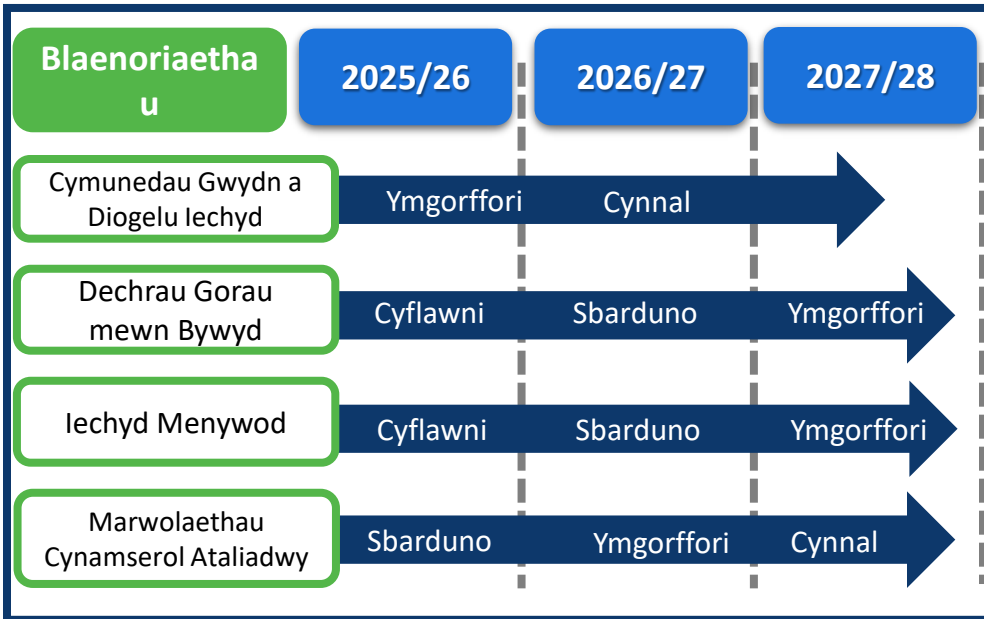 Blaenoriaetha
u
2025/26
2026/27
2027/28
Cymunedau Gwydn a
Diogelu Iechyd
Ymgorffori
Cynnal
Dechrau Gorau
mewn Bywyd
Cyflawni
Sbarduno
Ymgorffori
Iechyd Menywod
Cyflawni
Sbarduno
Ymgorffori
Marwolaethau
Cynamserol Ataliadwy
Sbarduno
Ymgorffori
Cynnal